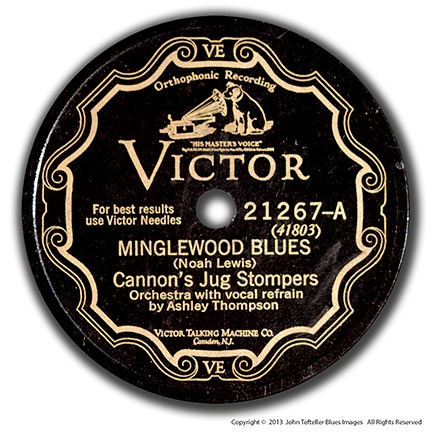 VE
Orthophonic Recording
"HIS MASTER'S VOICE"
VICTOR
For best results
use Victor Needles
21267-A
(41803)
MINGLEWOOD BLUES
(Noah Lewis)
Cannon's Jug Stompers
Orchestra with vocal refrain
by Ashley Thompson
VICTOR TALKING MACHINE CO.
Camden, N.J.
VE
Copyright © 2013 John Tefteller Blues Images All Rights Reserved